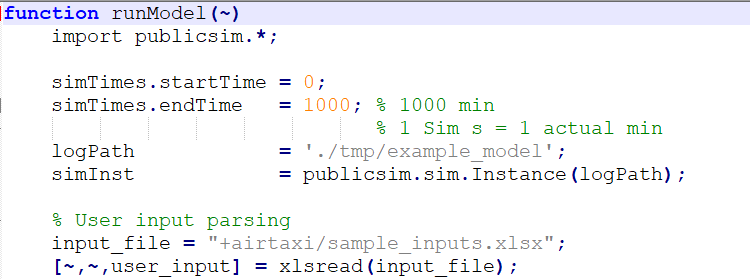 function runModel(~)
    import publicsim.*;

    simTimes.startTime = 0;
    simTimes.endTime   = 1000; % 1000 min
                               % 1 Sim s = 1 actual min
    logPath            = './tmp/example_model';
    simInst            = publicsim.sim.Instance(logPath);

    % User input parsing
    input_file = "+airtaxi/sample_inputs.xlsx";
    [~,~,user_input] = xlsread(input_file);